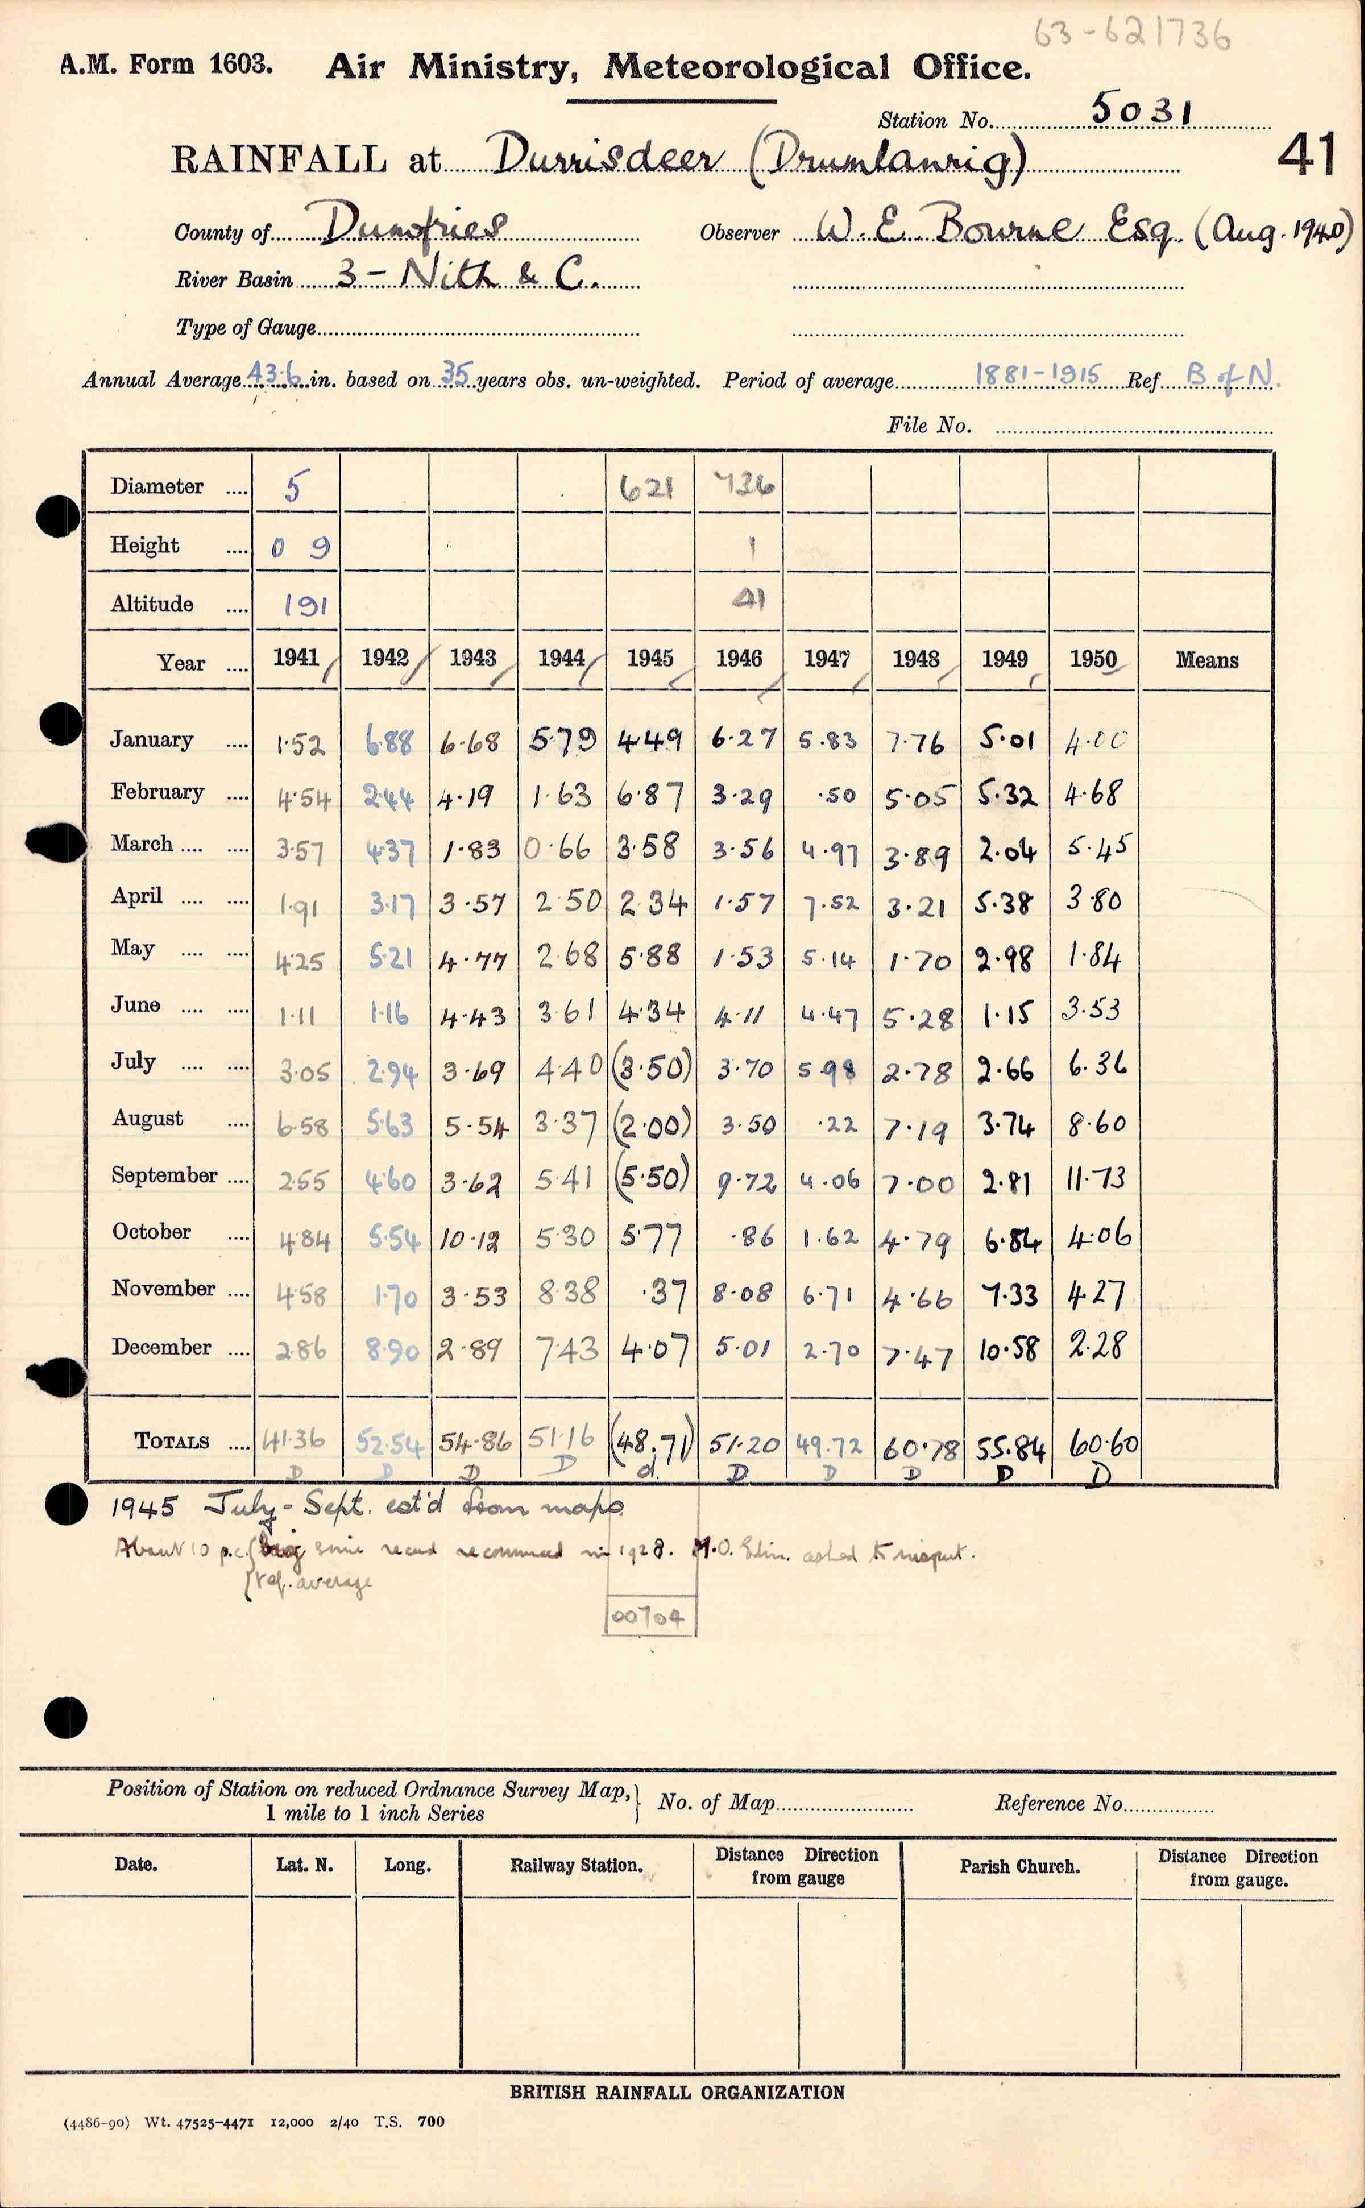 63-621736
A.M. Form 1603. Air Ministry, Meteorological Office.
Station No. 5031
41
RAINFALL at Durrisdeer (Drumlanrig)
County of Dumfries Observer W. E. Bourne Esq. (Aug. 1940)
River Basin 3 - Nith & C.
Type of Gauge
Annual Average 43.6 in. based on 35 years obs. un-weighted. Period of average 1881-1915 Ref B of N.
File No.
Diameter .... 5 621 736
Height .... 0 9 1
Altitude .... 191 41
Year .... 1941 1942 1943 1944 1945 1946 1947 1948 1949 1950 Means
January .... 1.52 6.88 6.68 5.79 4.49 6.27 5.83 7.76 5.01 4.00
February .... 4.54 2.44 4.19 1.63 6.87 3.29 .50 5.05 5.32 4.68
March .... .... 3.57 4.37 1.83 0.66 3.58 3.56 4.97 3.89 2.04 5.45
April .... .... 1.91 3.17 3.57 2.50 2.34 1.57 7.52 3.21 5.38 3.80
May .... .... 4.25 5.21 4.77 2.68 5.88 1.53 5.14 1.70 2.98 1.84
June .... .... 1.11 1.16 4.43 3.61 4.34 4.11 4.47 5.28 1.15 3.53
July .... .... 3.05 2.94 3.69 4.40 (3.50) 3.70 5.98 2.78 2.66 6.36
August .... 6.58 5.63 5.54 3.37 (2.00) 3.50 .22 7.19 3.74 8.60
September .... 2.55 4.60 3.62 5.41 (5.50) 9.72 4.06 7.00 2.81 11.73
October .... 4.84 5.54 10.12 5.30 5.77 .86 1.62 4.79 6.84 4.06
November .... 4.58 1.70 3.53 8.38 .37 8.08 6.71 4.66 7.33 4.27
December .... 2.86 8.90 2.89 7.43 4.07 5.01 2.70 7.47 10.58 2.28
TOTALS .... 41.36 52.54 54.86 51.16 (48.71) 51.20 49.72 60.78 55.84 60.60
D D D D d D D D D D
1945 July - Sept. est'd from maps.
About 10 p.c. since record recommenced in 1928. M.O. Edin. asked to inspect.
ref. average
00704
Position of Station on reduced Ordnance Survey Map, 1 mile to 1 inch Series } No. of Map Reference No.
Date. Lat. N. Long. Railway Station. Distance Direction from gauge Parish Church. Distance Direction from gauge.
BRITISH RAINFALL ORGANIZATION
(4486-90) Wt. 47525-4471 12,000 2/40 T.S. 700